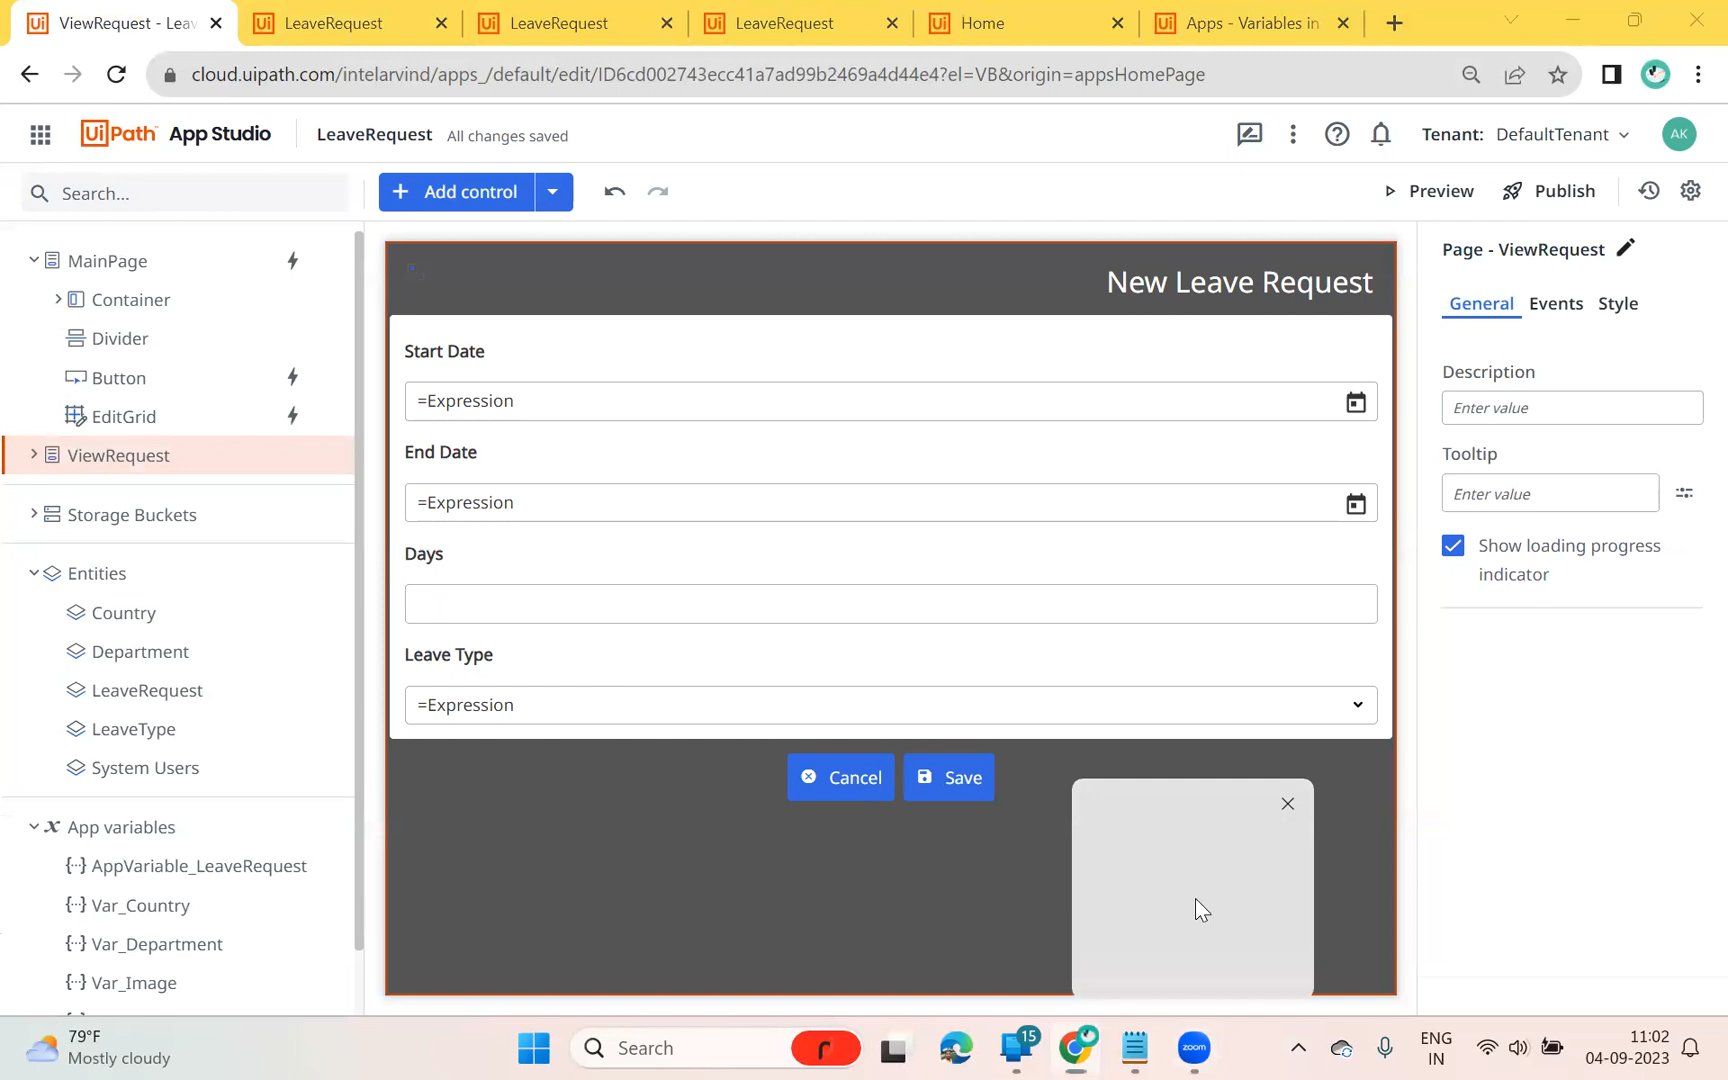 ViewRequest - Leav
LeaveRequest
LeaveRequest
LeaveRequest
Home
Apps - Variables in
cloud.uipath.com/intelarvind/apps_/default/edit/ID6cd002743ecc41a7ad99b2469a4d44e4?el=VB&origin=appsHomePage
UiPath App Studio
LeaveRequest
All changes saved
Tenant: DefaultTenant
AK
Search...
Add control
Preview
Publish
MainPage
Container
Divider
Button
EditGrid
ViewRequest
Storage Buckets
Entities
Country
Department
LeaveRequest
LeaveType
System Users
App variables
AppVariable_LeaveRequest
Var_Country
Var_Department
Var_Image
New Leave Request
Start Date
=Expression
End Date
=Expression
Days
Leave Type
=Expression
Cancel
Save
Page - ViewRequest
General
Events
Style
Description
Enter value
Tooltip
Enter value
Show loading progress
indicator
79°F
Mostly cloudy
Search
15
zoom
ENG
IN
11:02
04-09-2023